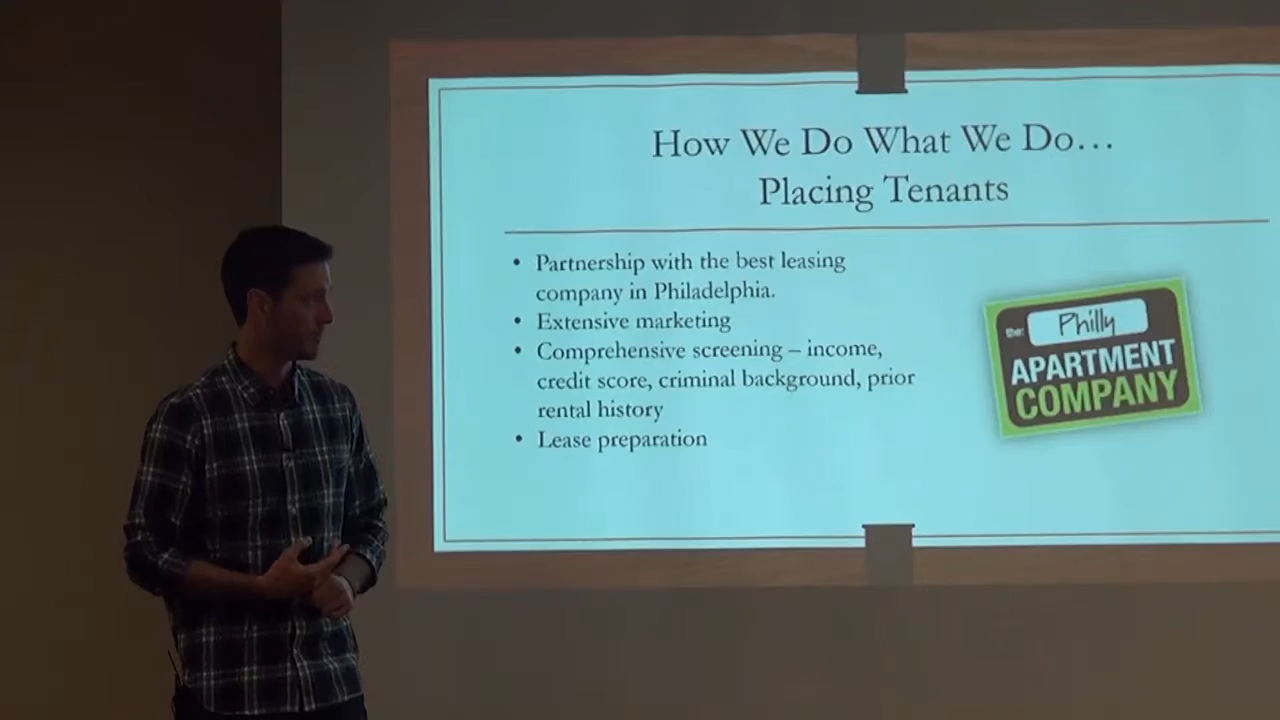 How We Do What We Do…
Placing Tenants
• Partnership with the best leasing
company in Philadelphia.
• Extensive marketing
• Comprehensive screening – income,
credit score, criminal background, prior
rental history
• Lease preparation
the: Philly
APARTMENT
COMPANY